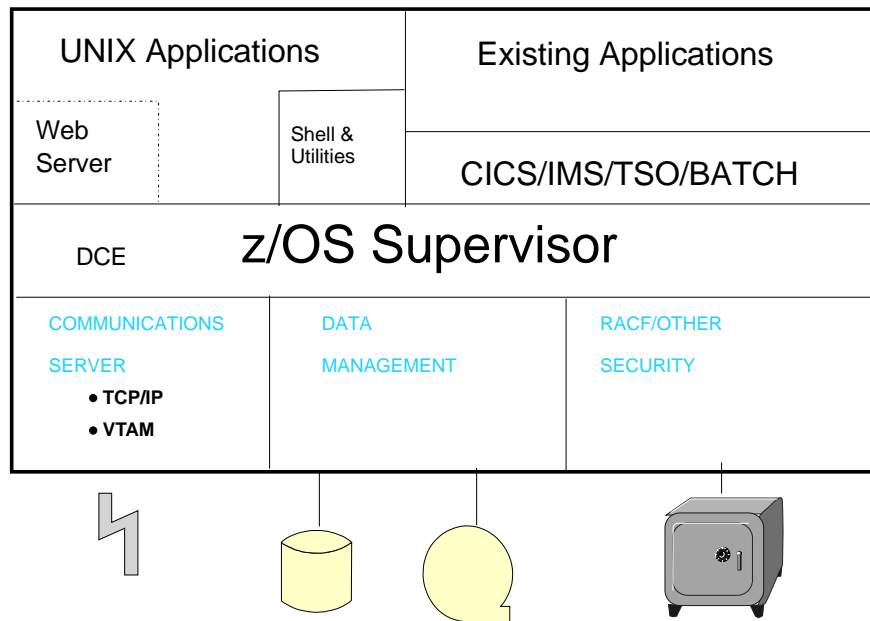 UNIX Applications
Existing Applications
Web
Server
Shell &
Utilities
CICS/IMS/TSO/BATCH
DCE
z/OS Supervisor
COMMUNICATIONS
SERVER
• TCP/IP
• VTAM
DATA
MANAGEMENT
RACF/OTHER
SECURITY